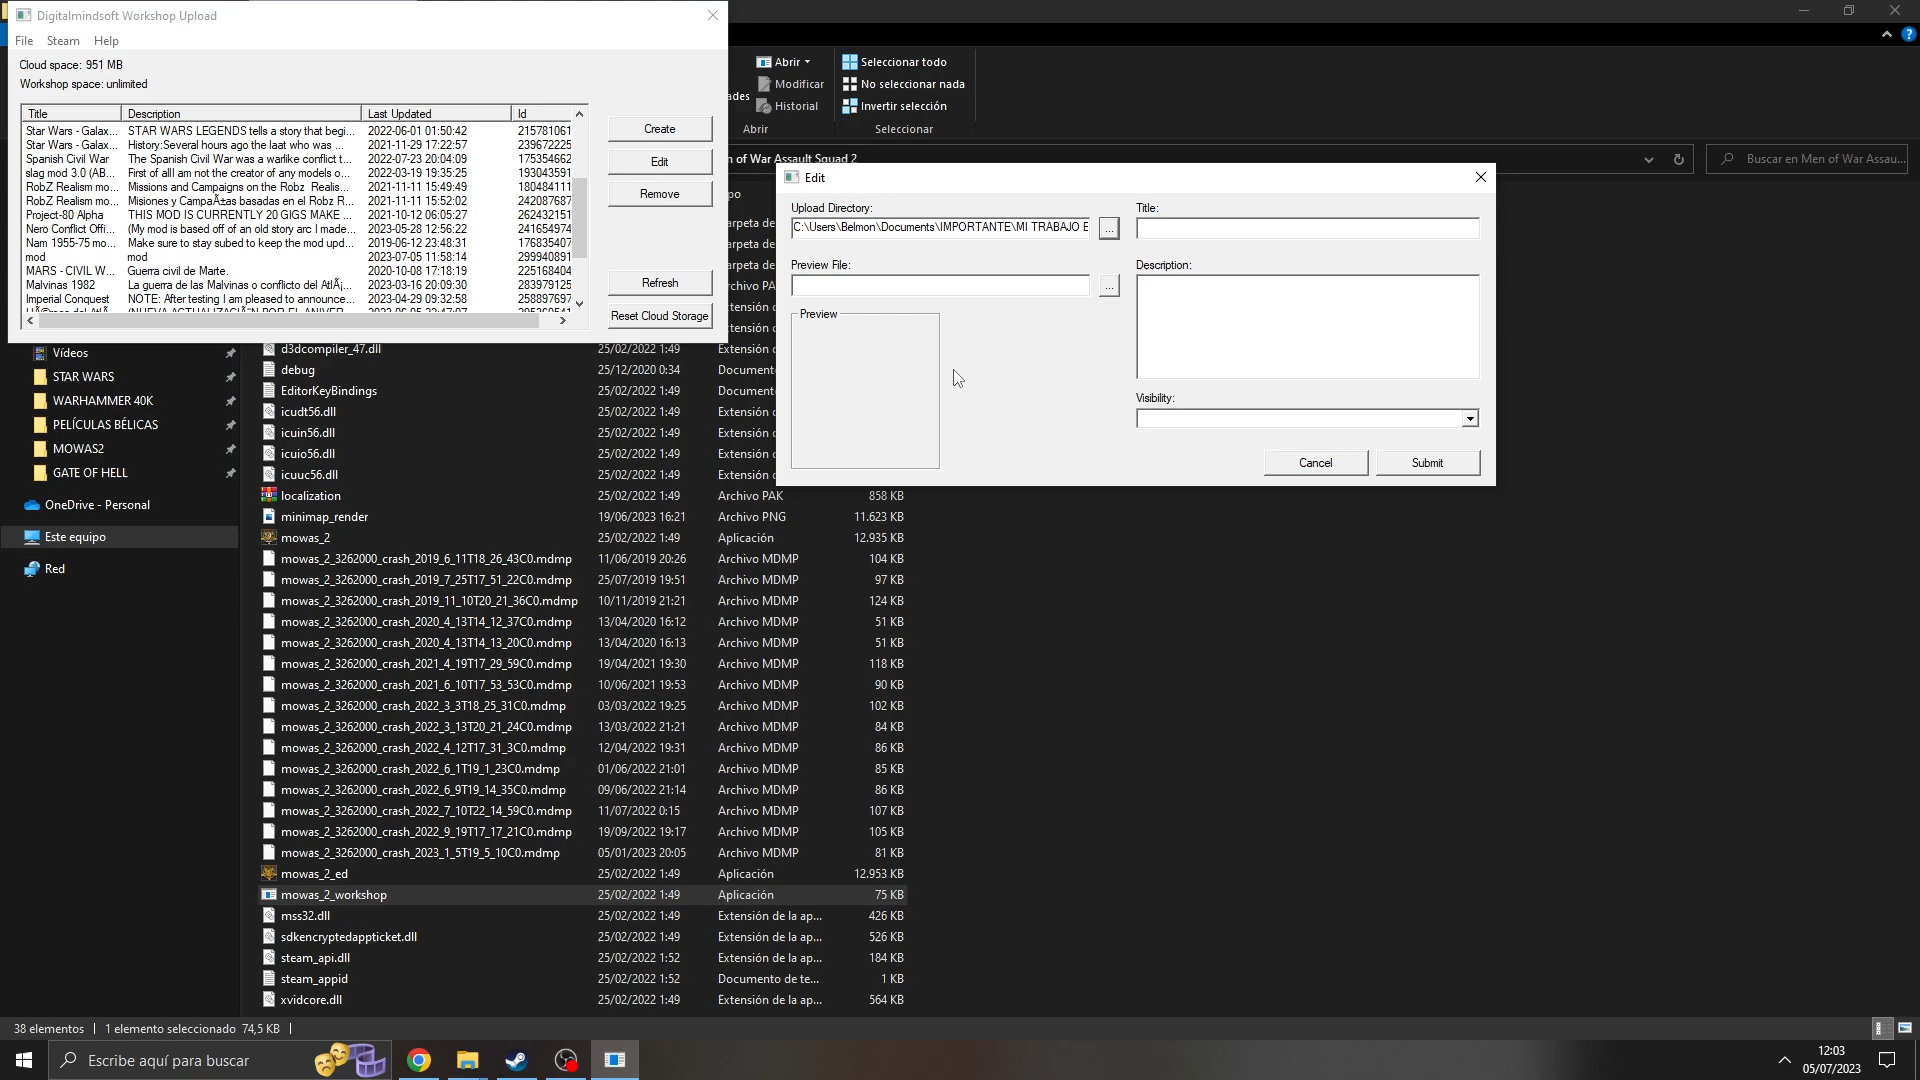 Digitalmindsoft Workshop Upload
File Steam Help
Cloud space: 951 MB
Workshop space: unlimited
Title Description Last Updated Id
Star Wars - Galax... STAR WARS LEGENDS tells a story that begi... 2022-06-01 01:50:42 215781061
Star Wars - Galax... History:Several hours ago the laat who was ... 2021-11-29 17:22:57 239672225
Spanish Civil War The Spanish Civil War was a warlike conflict t... 2022-07-23 20:04:09 175354662
slag mod 3.0 (AB... First of alll am not the creator of any models o... 2022-03-19 19:35:25 193043591
RobZ Realism mo... Missions and Campaigns on the Robz Realis... 2021-11-11 15:49:49 180484111
RobZ Realism mo... Misiones y CampaÃ±as basadas en el Robz R... 2021-11-11 15:52:02 242087687
Project-80 Alpha THIS MOD IS CURRENTLY 20 GIGS MAKE ... 2021-10-12 06:05:27 262432151
Nero Conflict Offi... (My mod is based off of an old story arc I made... 2023-05-28 12:56:22 241654974
Nam 1955-75 mo... Make sure to stay subed to keep the mod upd... 2019-06-12 23:48:31 176835407
mod mod 2023-07-05 11:58:14 299940891
MARS - CIVIL W... Guerra civil de Marte. 2020-10-08 17:18:19 225168404
Malvinas 1982 La guerra de las Malvinas o conflicto del AtlÃ¡... 2023-03-16 20:09:30 283979125
Imperial Conquest NOTE: After testing I am pleased to announce... 2023-04-29 09:32:58 258897697
Create
Edit
Remove
Refresh
Reset Cloud Storage
Abrir
Modificar
Historial
ades
Abrir
Seleccionar todo
No seleccionar nada
Invertir selección
Seleccionar
n of War Assault Squad 2
Buscar en Men of War Assau...
Edit
Upload Directory:
C:\Users\Belmon\Documents\IMPORTANTE\MI TRABAJO E
...
Preview File:
...
Preview
Title:
Description:
Visibility:
Cancel
Submit
Vídeos
STAR WARS
WARHAMMER 40K
PELÍCULAS BÉLICAS
MOWAS2
GATE OF HELL
OneDrive - Personal
Este equipo
Red
d3dcompiler_47.dll 25/02/2022 1:49 Extensión d
debug 25/12/2020 0:34 Document
EditorKeyBindings 25/02/2022 1:49 Document
icudt56.dll 25/02/2022 1:49 Extensión d
icuin56.dll 25/02/2022 1:49 Extensión d
icuio56.dll 25/02/2022 1:49 Extensión d
icuuc56.dll 25/02/2022 1:49 Extensión d
localization 25/02/2022 1:49 Archivo PAK 858 KB
minimap_render 19/06/2023 16:21 Archivo PNG 11.623 KB
mowas_2 25/02/2022 1:49 Aplicación 12.935 KB
mowas_2_3262000_crash_2019_6_11T18_26_43C0.mdmp 11/06/2019 20:26 Archivo MDMP 104 KB
mowas_2_3262000_crash_2019_7_25T17_51_22C0.mdmp 25/07/2019 19:51 Archivo MDMP 97 KB
mowas_2_3262000_crash_2019_11_10T20_21_36C0.mdmp 10/11/2019 21:21 Archivo MDMP 124 KB
mowas_2_3262000_crash_2020_4_13T14_12_37C0.mdmp 13/04/2020 16:12 Archivo MDMP 51 KB
mowas_2_3262000_crash_2020_4_13T14_13_20C0.mdmp 13/04/2020 16:13 Archivo MDMP 51 KB
mowas_2_3262000_crash_2021_4_19T17_29_59C0.mdmp 19/04/2021 19:30 Archivo MDMP 118 KB
mowas_2_3262000_crash_2021_6_10T17_53_53C0.mdmp 10/06/2021 19:53 Archivo MDMP 90 KB
mowas_2_3262000_crash_2022_3_3T18_25_31C0.mdmp 03/03/2022 19:25 Archivo MDMP 102 KB
mowas_2_3262000_crash_2022_3_13T20_21_24C0.mdmp 13/03/2022 21:21 Archivo MDMP 84 KB
mowas_2_3262000_crash_2022_4_12T17_31_3C0.mdmp 12/04/2022 19:31 Archivo MDMP 86 KB
mowas_2_3262000_crash_2022_6_1T19_1_23C0.mdmp 01/06/2022 21:01 Archivo MDMP 85 KB
mowas_2_3262000_crash_2022_6_9T19_14_35C0.mdmp 09/06/2022 21:14 Archivo MDMP 86 KB
mowas_2_3262000_crash_2022_7_10T22_14_59C0.mdmp 11/07/2022 0:15 Archivo MDMP 107 KB
mowas_2_3262000_crash_2022_9_19T17_17_21C0.mdmp 19/09/2022 19:17 Archivo MDMP 105 KB
mowas_2_3262000_crash_2023_1_5T19_5_10C0.mdmp 05/01/2023 20:05 Archivo MDMP 81 KB
mowas_2_ed 25/02/2022 1:49 Aplicación 12.953 KB
mowas_2_workshop 25/02/2022 1:49 Aplicación 75 KB
mss32.dll 25/02/2022 1:49 Extensión de la ap... 426 KB
sdkencryptedappticket.dll 25/02/2022 1:49 Extensión de la ap... 526 KB
steam_api.dll 25/02/2022 1:52 Extensión de la ap... 184 KB
steam_appid 25/02/2022 1:52 Documento de te... 1 KB
xvidcore.dll 25/02/2022 1:49 Extensión de la ap... 564 KB
38 elementos 1 elemento seleccionado 74,5 KB
Escribe aquí para buscar
12:03
05/07/2023